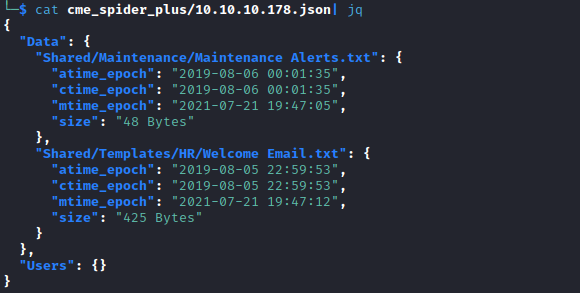 └─$ cat cme_spider_plus/10.10.10.178.json| jq
{
  "Data": {
    "Shared/Maintenance/Maintenance Alerts.txt": {
      "atime_epoch": "2019-08-06 00:01:35",
      "ctime_epoch": "2019-08-06 00:01:35",
      "mtime_epoch": "2021-07-21 19:47:05",
      "size": "48 Bytes"
    },
    "Shared/Templates/HR/Welcome Email.txt": {
      "atime_epoch": "2019-08-05 22:59:53",
      "ctime_epoch": "2019-08-05 22:59:53",
      "mtime_epoch": "2021-07-21 19:47:12",
      "size": "425 Bytes"
    }
  },
  "Users": {}
}